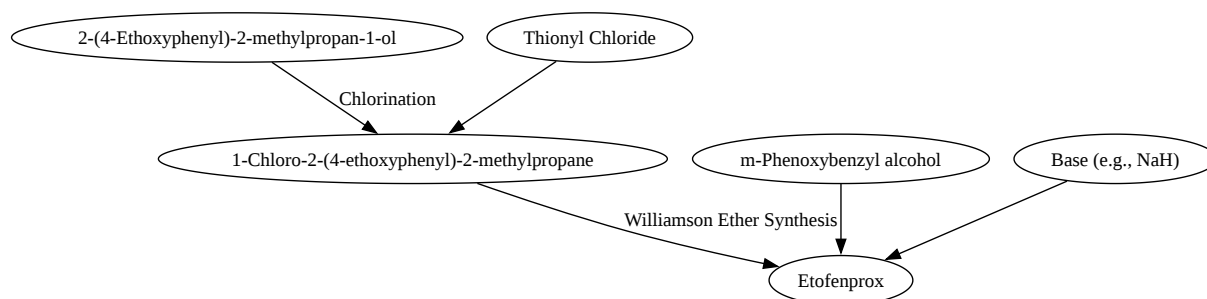 2-(4-Ethoxyphenyl)-2-methylpropan-1-ol
Thionyl Chloride
Chlorination
1-Chloro-2-(4-ethoxyphenyl)-2-methylpropane
m-Phenoxybenzyl alcohol
Base (e.g., NaH)
Williamson Ether Synthesis
Etofenprox